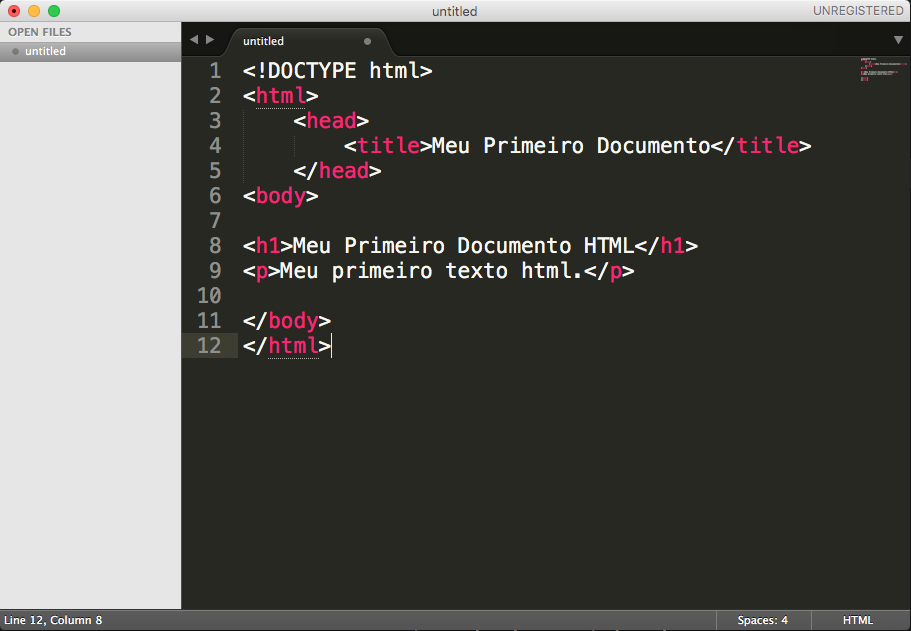 untitled
UNREGISTERED
OPEN FILES
untitled
untitled
1 <!DOCTYPE html>
2 <html>
3     <head>
4         <title>Meu Primeiro Documento</title>
5     </head>
6 <body>
7
8 <h1>Meu Primeiro Documento HTML</h1>
9 <p>Meu primeiro texto html.</p>
10
11 </body>
12 </html>
Line 12, Column 8
Spaces: 4
HTML